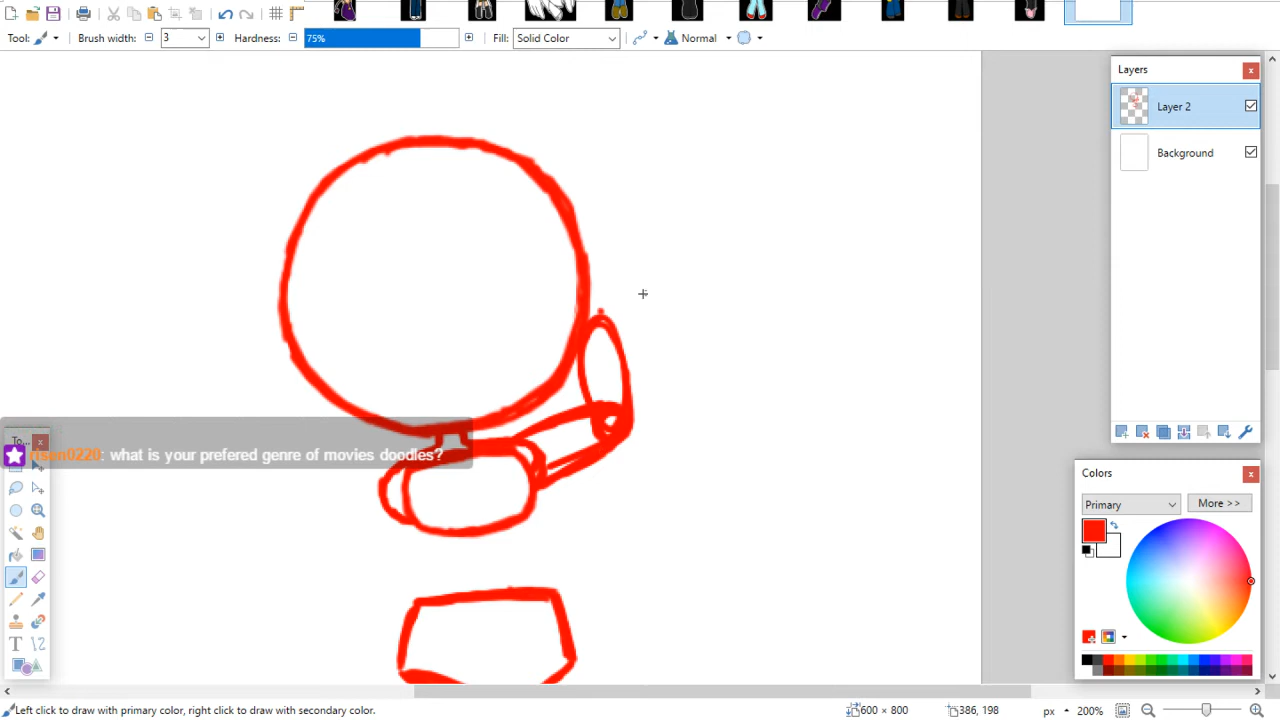 Tool:
Brush width:
3
Hardness:
75%
Fill:
Solid Color
Normal
Layers
Layer 2
Background
To...
risen0220: what is your prefered genre of movies doodles?
Colors
Primary
More >>
Left click to draw with primary color, right click to draw with secondary color.
600 × 800
386, 198
px
200%